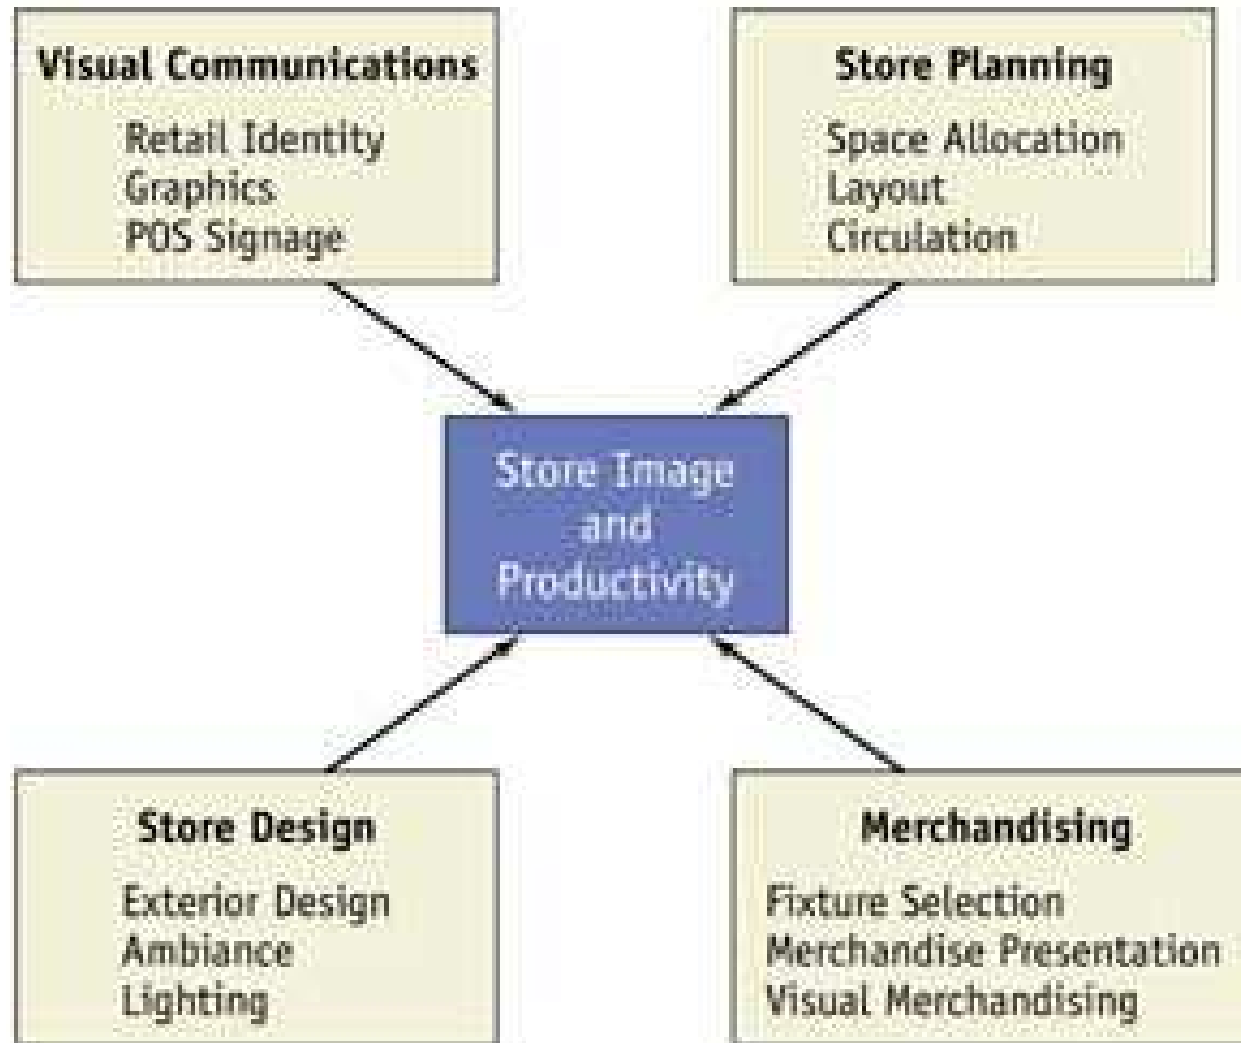 Visual Communications
Retail Identity
Graphics
POS Signage
Store Planning
Space Allocation
Layout
Circulation
Store Image
and
Productivity
Store Design
Exterior Design
Ambiance
Lighting
Merchandising
Fixture Selection
Merchandise Presentation
Visual Merchandising